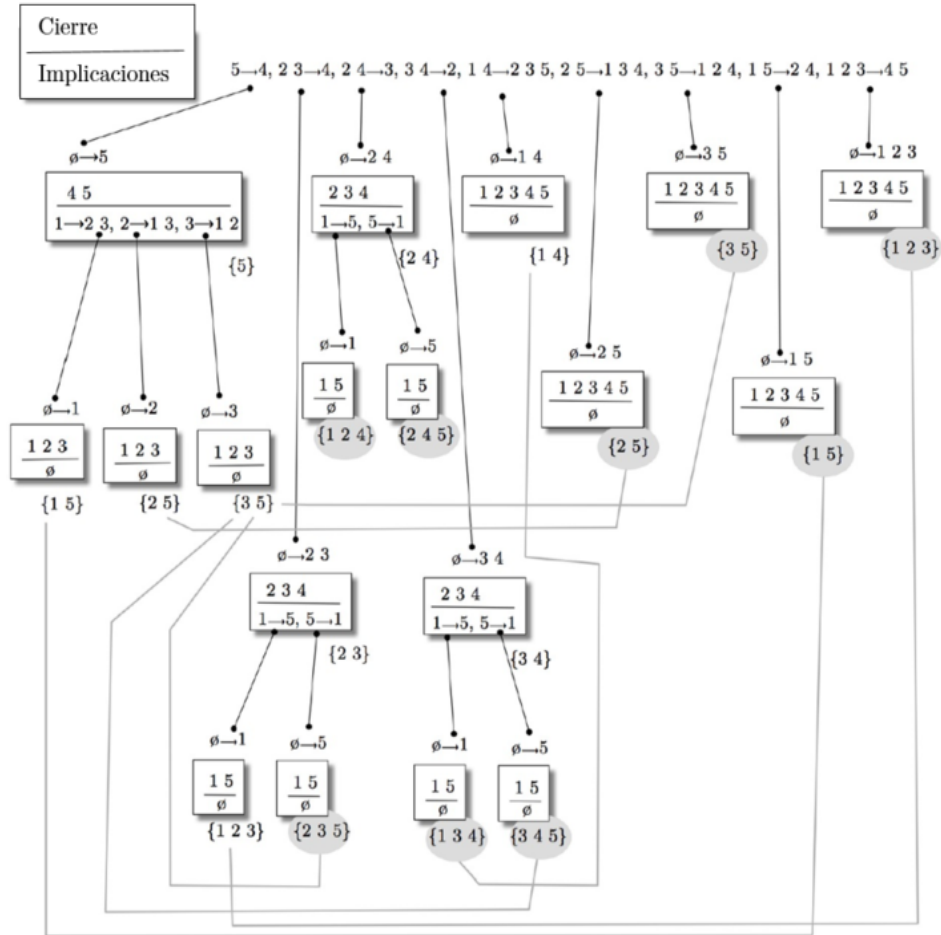 Cierre
Implicaciones
5→4, 2 3→4, 2 4→3, 3 4→2, 1 4→2 3 5, 2 5→1 3 4, 3 5→1 2 4, 1 5→2 4, 1 2 3→4 5
ø→5
ø→2 4
ø→1 4
ø→3 5
ø→1 2 3
4 5
1→2 3, 2→1 3, 3→1 2
{5}
2 3 4
1→5, 5→1
{2 4}
1 2 3 4 5
ø
{1 4}
1 2 3 4 5
ø
{3 5}
1 2 3 4 5
ø
{1 2 3}
ø→1
ø→5
ø→2 5
ø→1 5
1 5
ø
{1 2 4}
1 5
ø
{2 4 5}
1 2 3 4 5
ø
{2 5}
1 2 3 4 5
ø
{1 5}
ø→1
ø→2
ø→3
1 2 3
ø
{1 5}
1 2 3
ø
{2 5}
1 2 3
ø
{3 5}
ø→2 3
ø→3 4
2 3 4
1→5, 5→1
{2 3}
2 3 4
1→5, 5→1
{3 4}
ø→1
ø→5
ø→1
ø→5
1 5
ø
{1 2 3}
1 5
ø
{2 3 5}
1 5
ø
{1 3 4}
1 5
ø
{3 4 5}